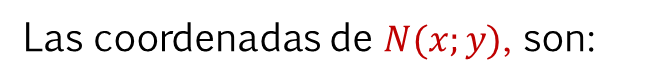 Las coordenadas de N(x; y), son: